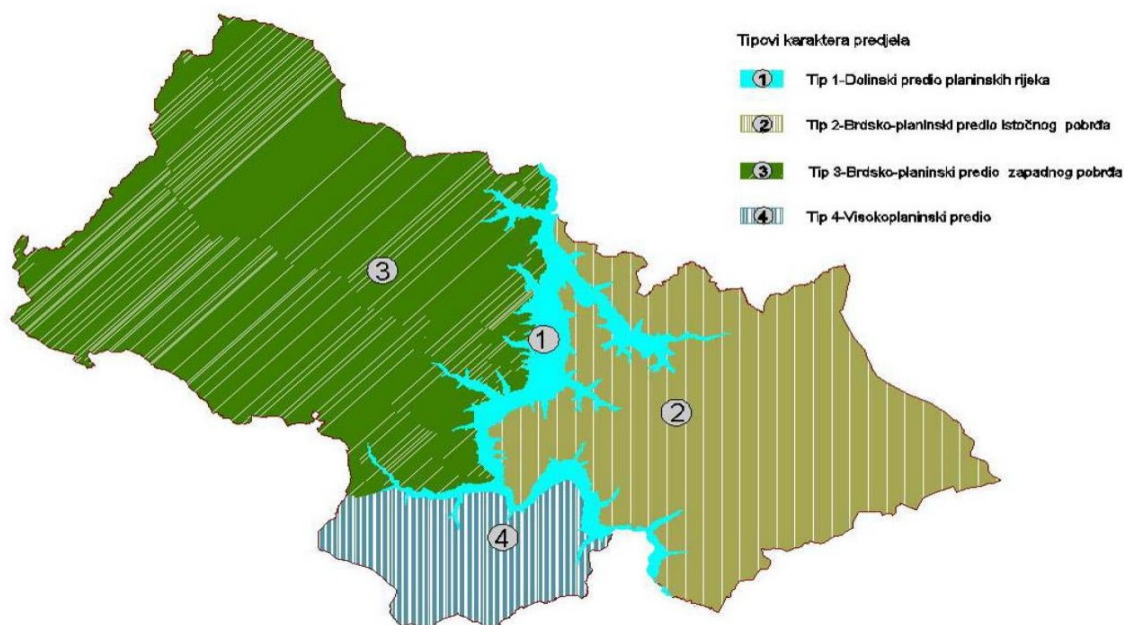 Tipovi karaktera predjela
1 Tip 1-Dolinski predio planinskih rijeka
2 Tip 2-Brdsko-planinski predio istočnog pobrđa
3 Tip 3-Brdsko-planinski predio zapadnog pobrđa
4 Tip 4-Visokoplaninski predio
3
1
2
4